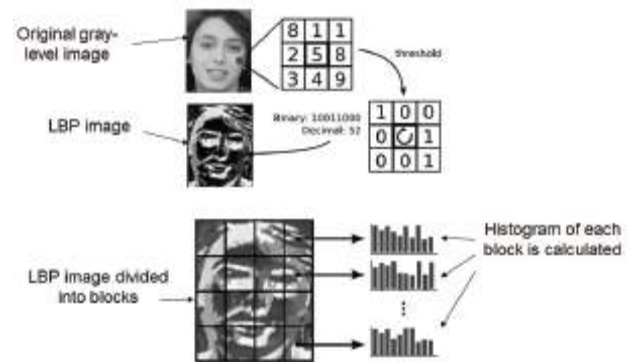 Original gray-
level image
8 1 1
2 5 8
3 4 9
threshold
LBP image
Binary: 10011000
Decimal: 52
1 0 0
0 1
0 0 1
LBP image divided
into blocks
Histogram of each
block is calculated